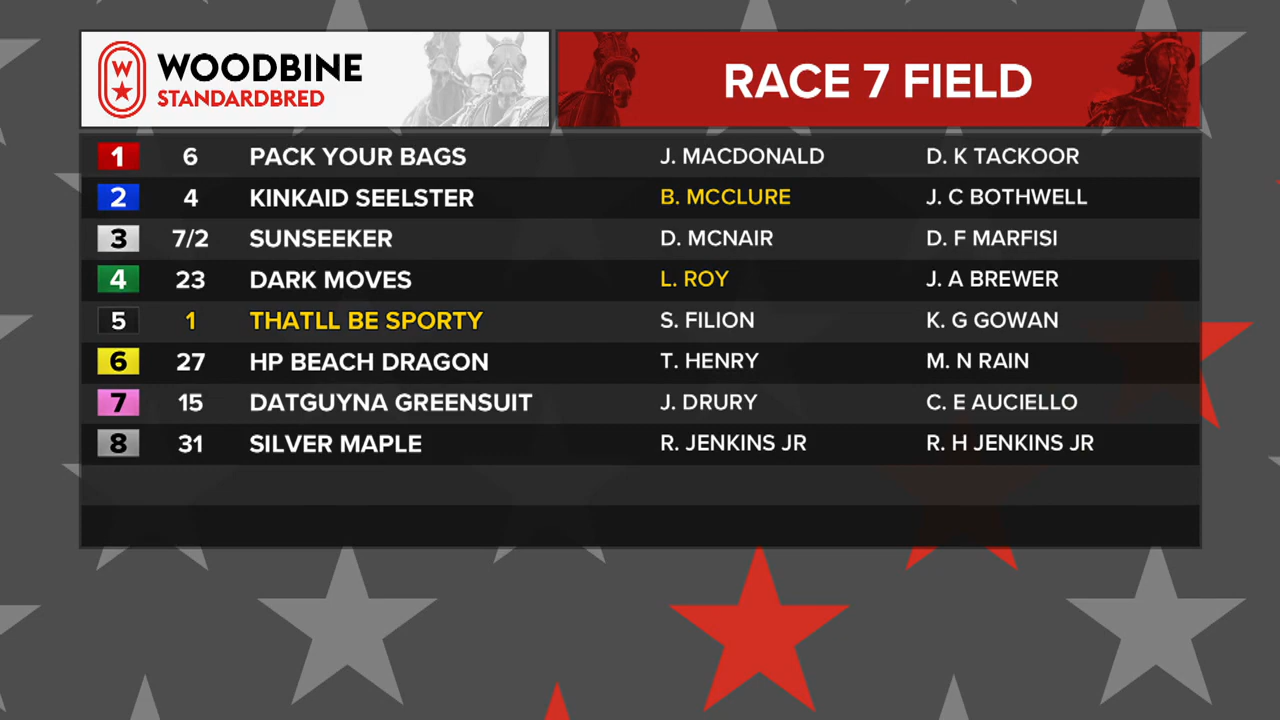 W
WOODBINE
STANDARDBRED
RACE 7 FIELD
1 6 PACK YOUR BAGS J. MACDONALD D. K TACKOOR
2 4 KINKAID SEELSTER B. MCCLURE J. C BOTHWELL
3 7/2 SUNSEEKER D. MCNAIR D. F MARFISI
4 23 DARK MOVES L. ROY J. A BREWER
5 1 THATLL BE SPORTY S. FILION K. G GOWAN
6 27 HP BEACH DRAGON T. HENRY M. N RAIN
7 15 DATGUYNA GREENSUIT J. DRURY C. E AUCIELLO
8 31 SILVER MAPLE R. JENKINS JR R. H JENKINS JR